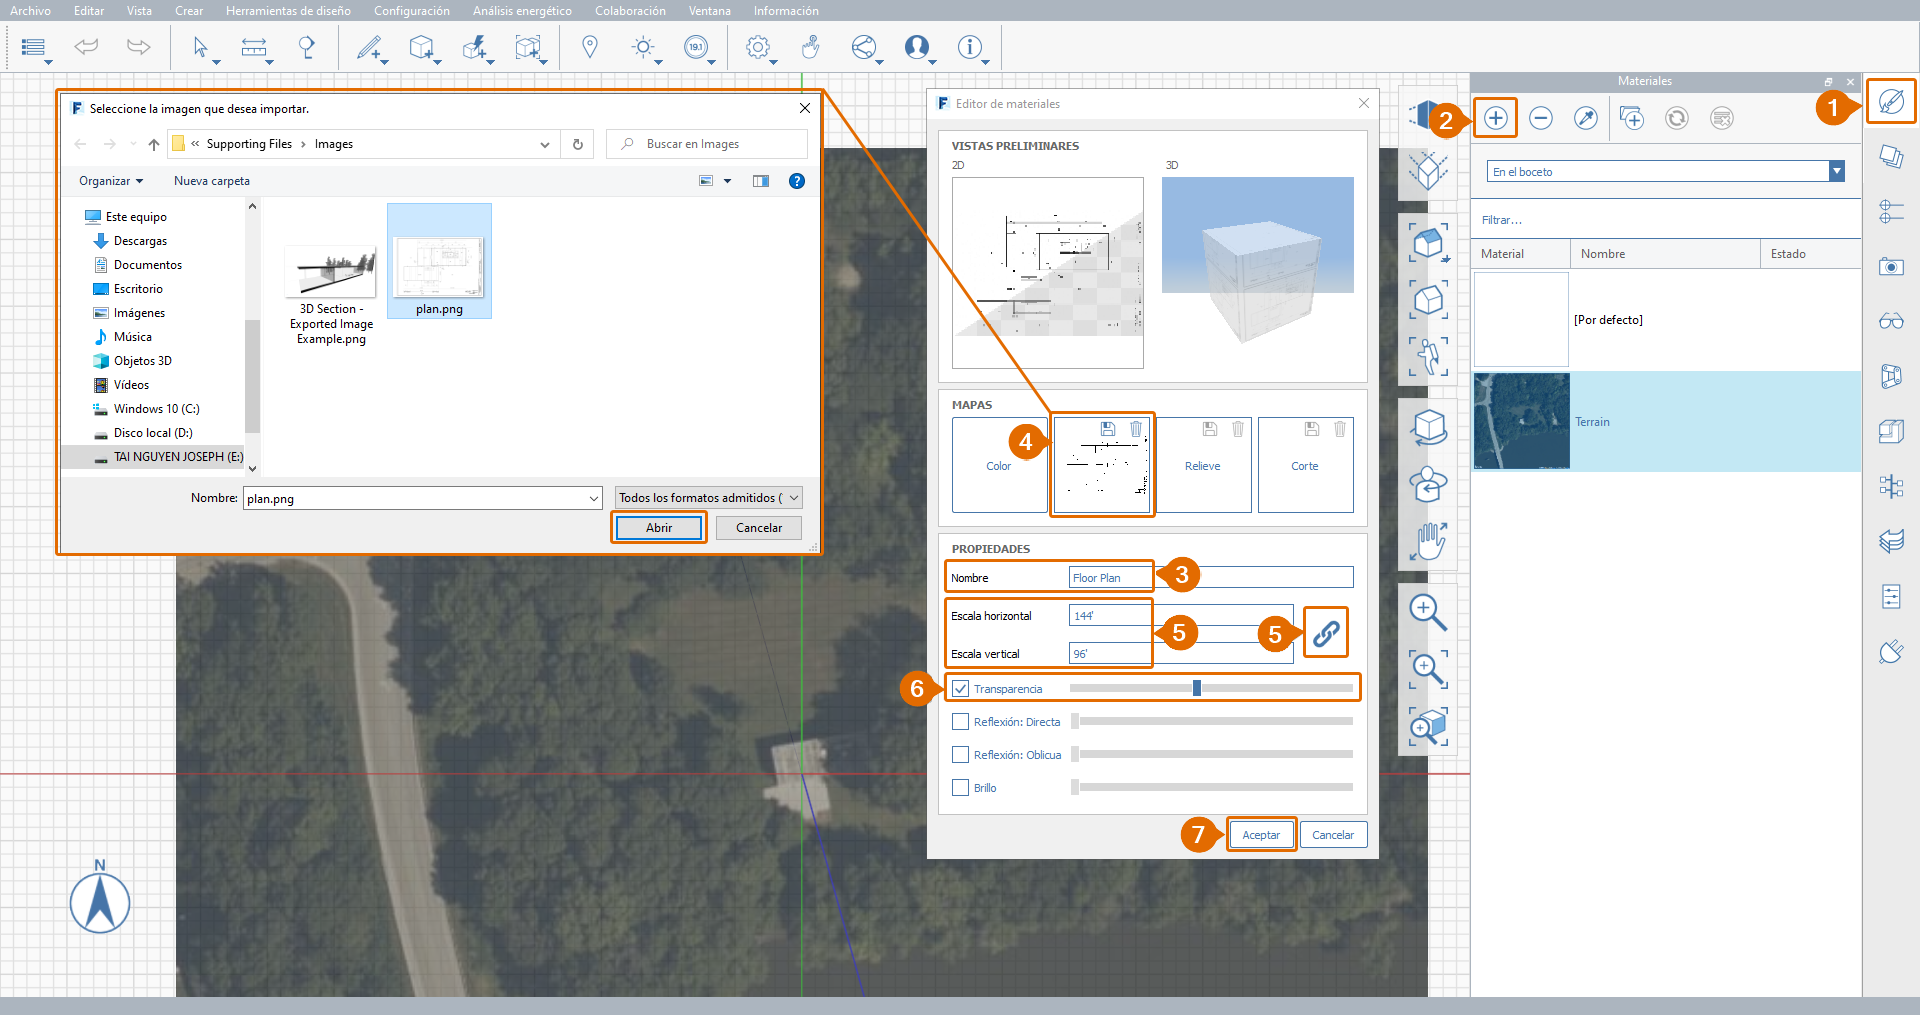 Archivo Editar Vista Crear Herramientas de diseño Configuración Análisis energético Colaboración Ventana Información
19.1
Seleccione la imagen que desea importar.
« Supporting Files › Images
Buscar en Images
Organizar Nueva carpeta
Este equipo
Descargas
Documentos
Escritorio
Imágenes
Música
Objetos 3D
Vídeos
Windows 10 (C:)
Disco local (D:)
TAI NGUYEN JOSEPH (E:)
3D Section -
Exported Image
Example.png
plan.png
Nombre: plan.png
Todos los formatos admitidos (
Abrir
Cancelar
N
Editor de materiales
VISTAS PRELIMINARES
2D
3D
MAPAS
Color
4
Relieve
Corte
PROPIEDADES
Nombre Floor Plan
3
Escala horizontal 144'
Escala vertical 96'
5
5
6
Transparencia
Reflexión: Directa
Reflexión: Oblicua
Brillo
7
Aceptar
Cancelar
Materiales
1
2
En el boceto
Filtrar...
Material Nombre Estado
[Por defecto]
Terrain